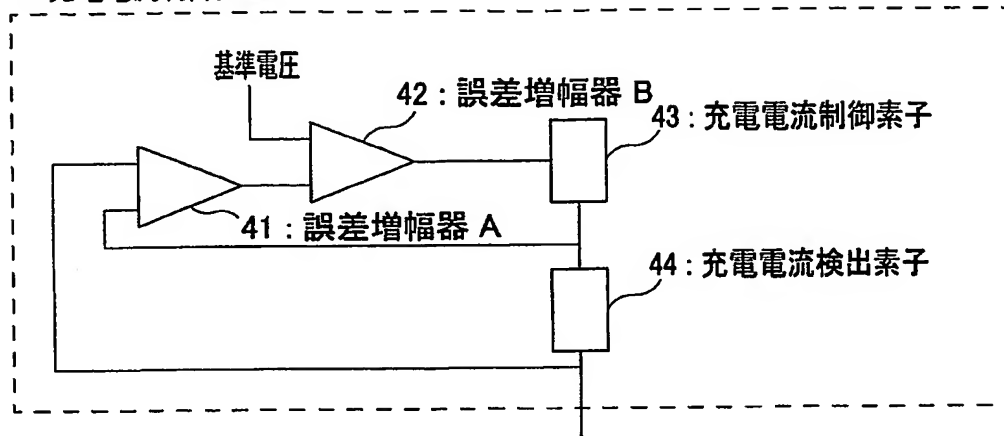 基準電圧
42 : 誤差増幅器 B
43 : 充電電流制御素子
41 : 誤差増幅器 A
44 : 充電電流検出素子